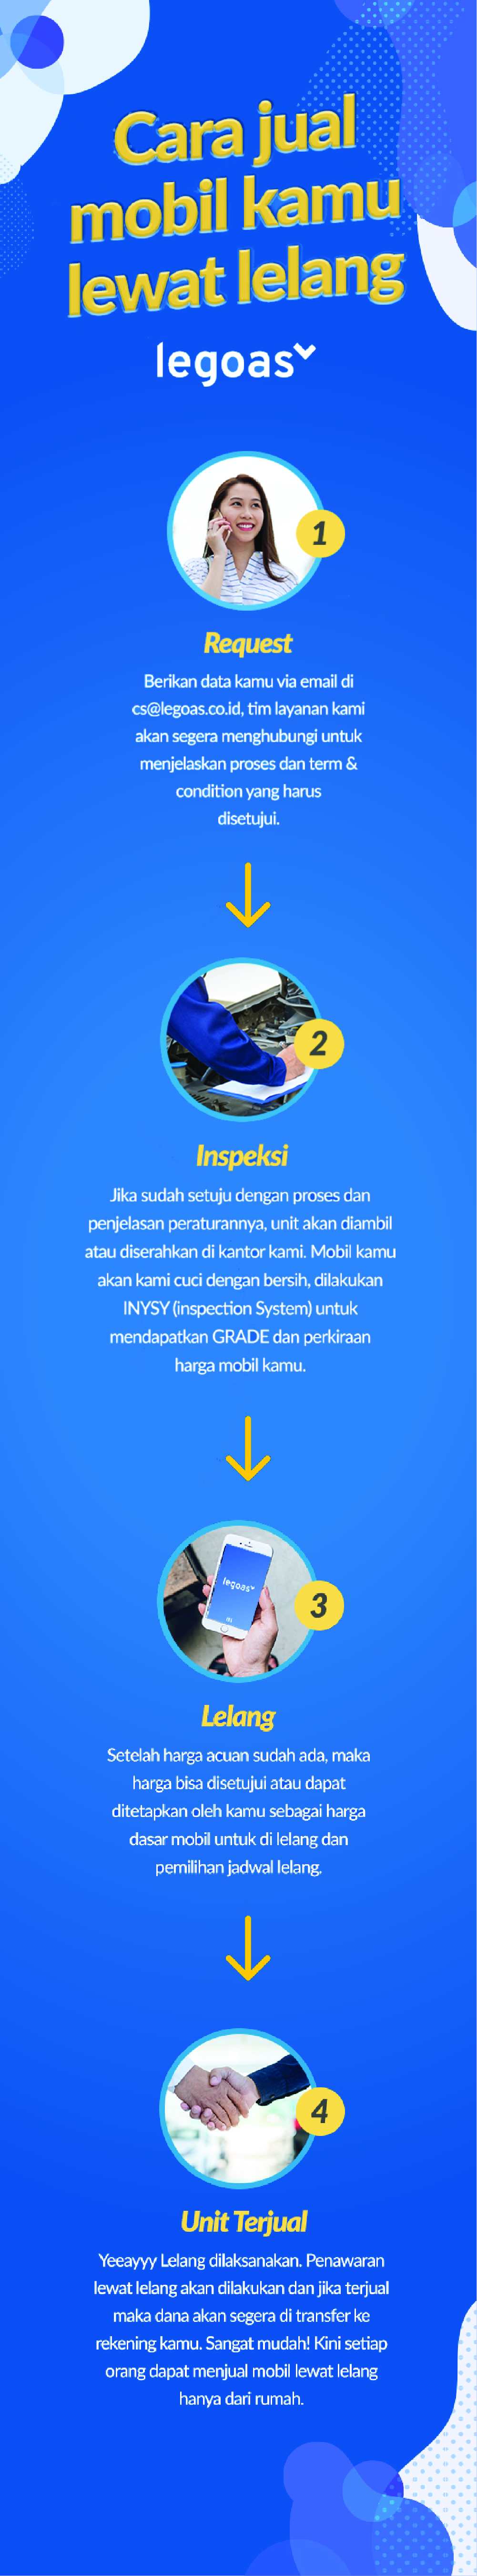 Cara jual
mobil kamu
lewat lelang
legoas
1
Request
Berikan data kamu via email di
cs@legoas.co.id, tim layanan kami
akan segera menghubungi untuk
menjelaskan proses dan term &
condition yang harus
disetujui.
2
Inspeksi
Jika sudah setuju dengan proses dan
penjelasan peraturannya, unit akan diambil
atau diserahkan di kantor kami. Mobil kamu
akan kami cuci dengan bersih, dilakukan
INYSY (inspection System) untuk
mendapatkan GRADE dan perkiraan
harga mobil kamu.
legoas
3
Lelang
Setelah harga acuan sudah ada, maka
harga bisa disetujui atau dapat
ditetapkan oleh kamu sebagai harga
dasar mobil untuk di lelang dan
pemilihan jadwal lelang.
4
Unit Terjual
Yeeayyy Lelang dilaksanakan. Penawaran
lewat lelang akan dilakukan dan jika terjual
maka dana akan segera di transfer ke
rekening kamu. Sangat mudah! Kini setiap
orang dapat menjual mobil lewat lelang
hanya dari rumah.